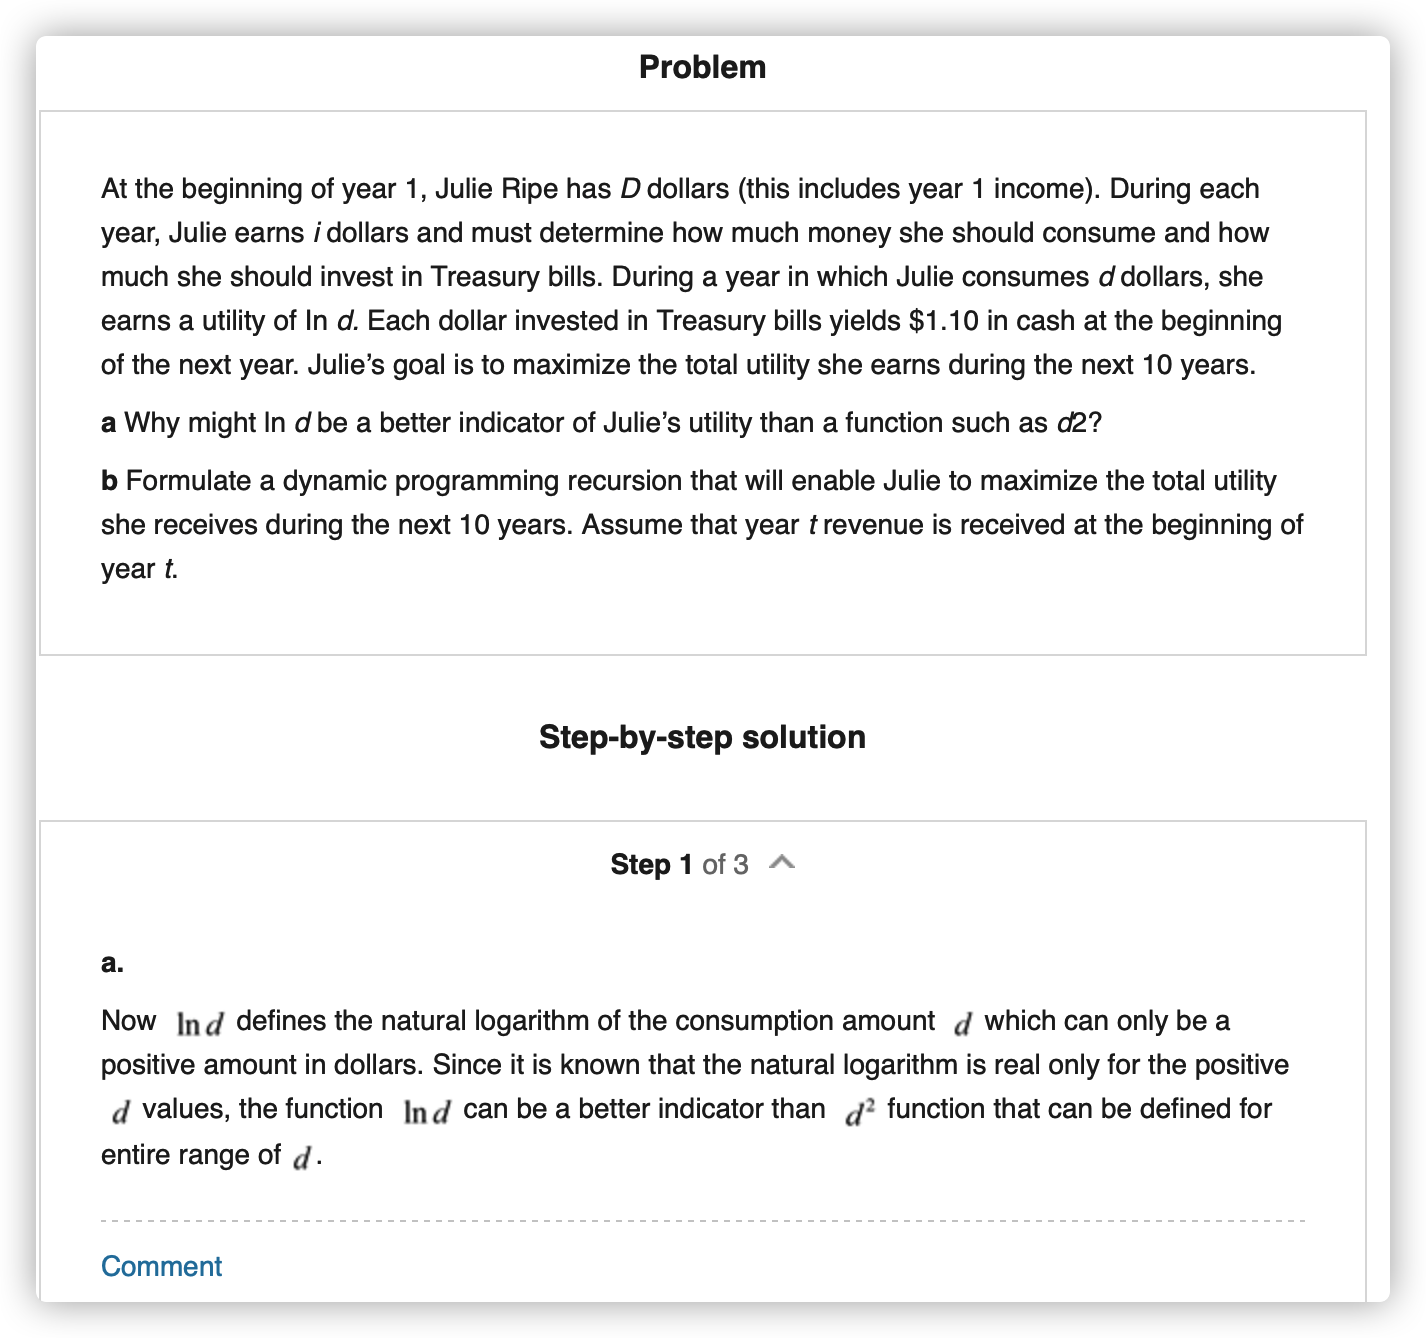 Problem
At the beginning of year 1, Julie Ripe has D dollars (this includes year 1 income). During each
year, Julie earns i dollars and must determine how much money she should consume and how
much she should invest in Treasury bills. During a year in which Julie consumes d dollars, she
earns a utility of ln d. Each dollar invested in Treasury bills yields $1.10 in cash at the beginning
of the next year. Julie’s goal is to maximize the total utility she earns during the next 10 years.
a Why might ln d be a better indicator of Julie’s utility than a function such as d2?
b Formulate a dynamic programming recursion that will enable Julie to maximize the total utility
she receives during the next 10 years. Assume that year t revenue is received at the beginning of
year t.
Step-by-step solution
Step 1 of 3
a.
Now ln d defines the natural logarithm of the consumption amount d which can only be a
positive amount in dollars. Since it is known that the natural logarithm is real only for the positive
d values, the function ln d can be a better indicator than d² function that can be defined for
entire range of d.
Comment